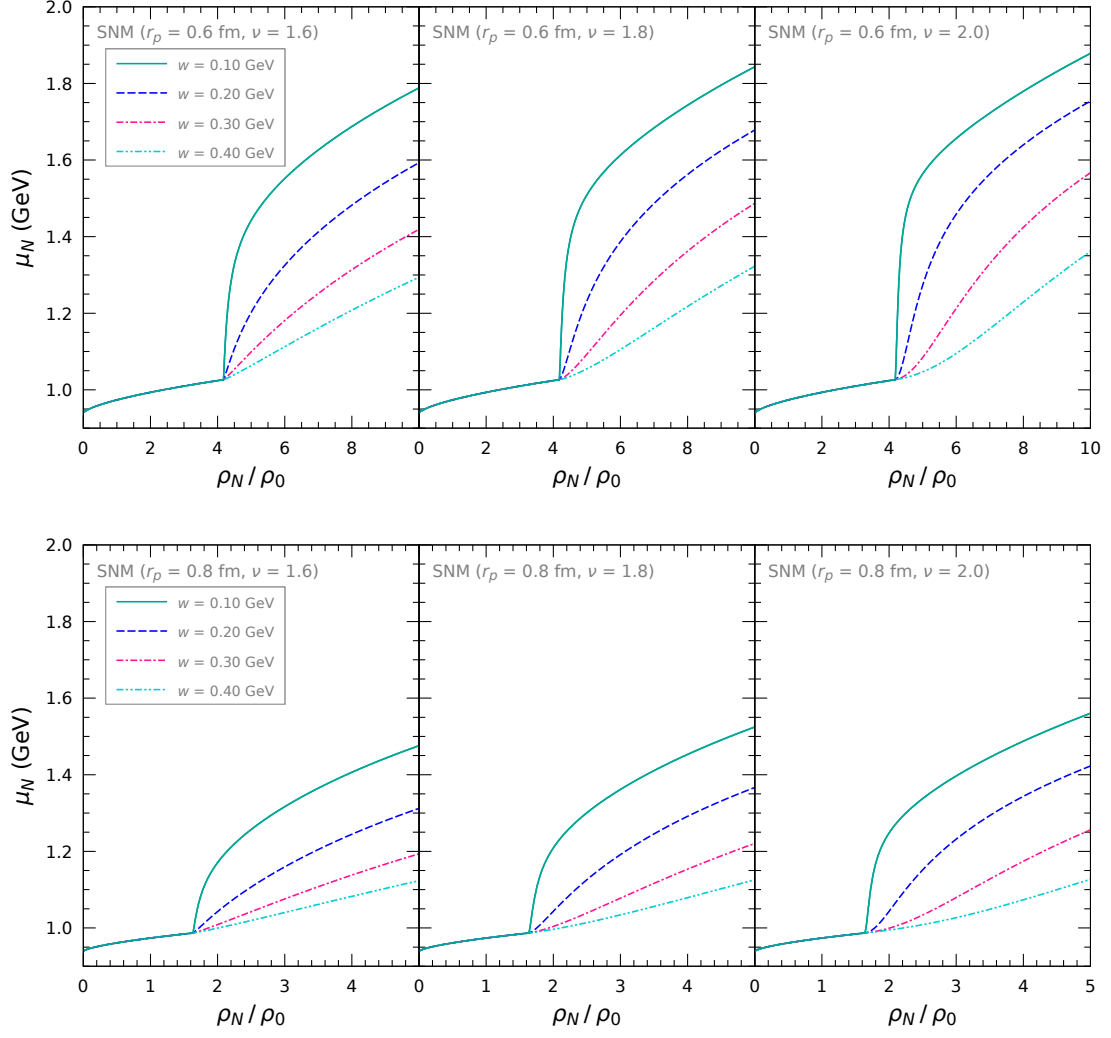 SNM (r_p = 0.6 fm, ν = 1.6)
w = 0.10 GeV
w = 0.20 GeV
w = 0.30 GeV
w = 0.40 GeV
SNM (r_p = 0.6 fm, ν = 1.8)
SNM (r_p = 0.6 fm, ν = 2.0)
2.0
1.8
1.6
1.4
1.2
1.0
μ_N (GeV)
0 2 4 6 8 0 2 4 6 8 0 2 4 6 8 10
ρ_N / ρ_0 ρ_N / ρ_0 ρ_N / ρ_0
SNM (r_p = 0.8 fm, ν = 1.6)
w = 0.10 GeV
w = 0.20 GeV
w = 0.30 GeV
w = 0.40 GeV
SNM (r_p = 0.8 fm, ν = 1.8)
SNM (r_p = 0.8 fm, ν = 2.0)
2.0
1.8
1.6
1.4
1.2
1.0
μ_N (GeV)
0 1 2 3 4 0 1 2 3 4 0 1 2 3 4 5
ρ_N / ρ_0 ρ_N / ρ_0 ρ_N / ρ_0